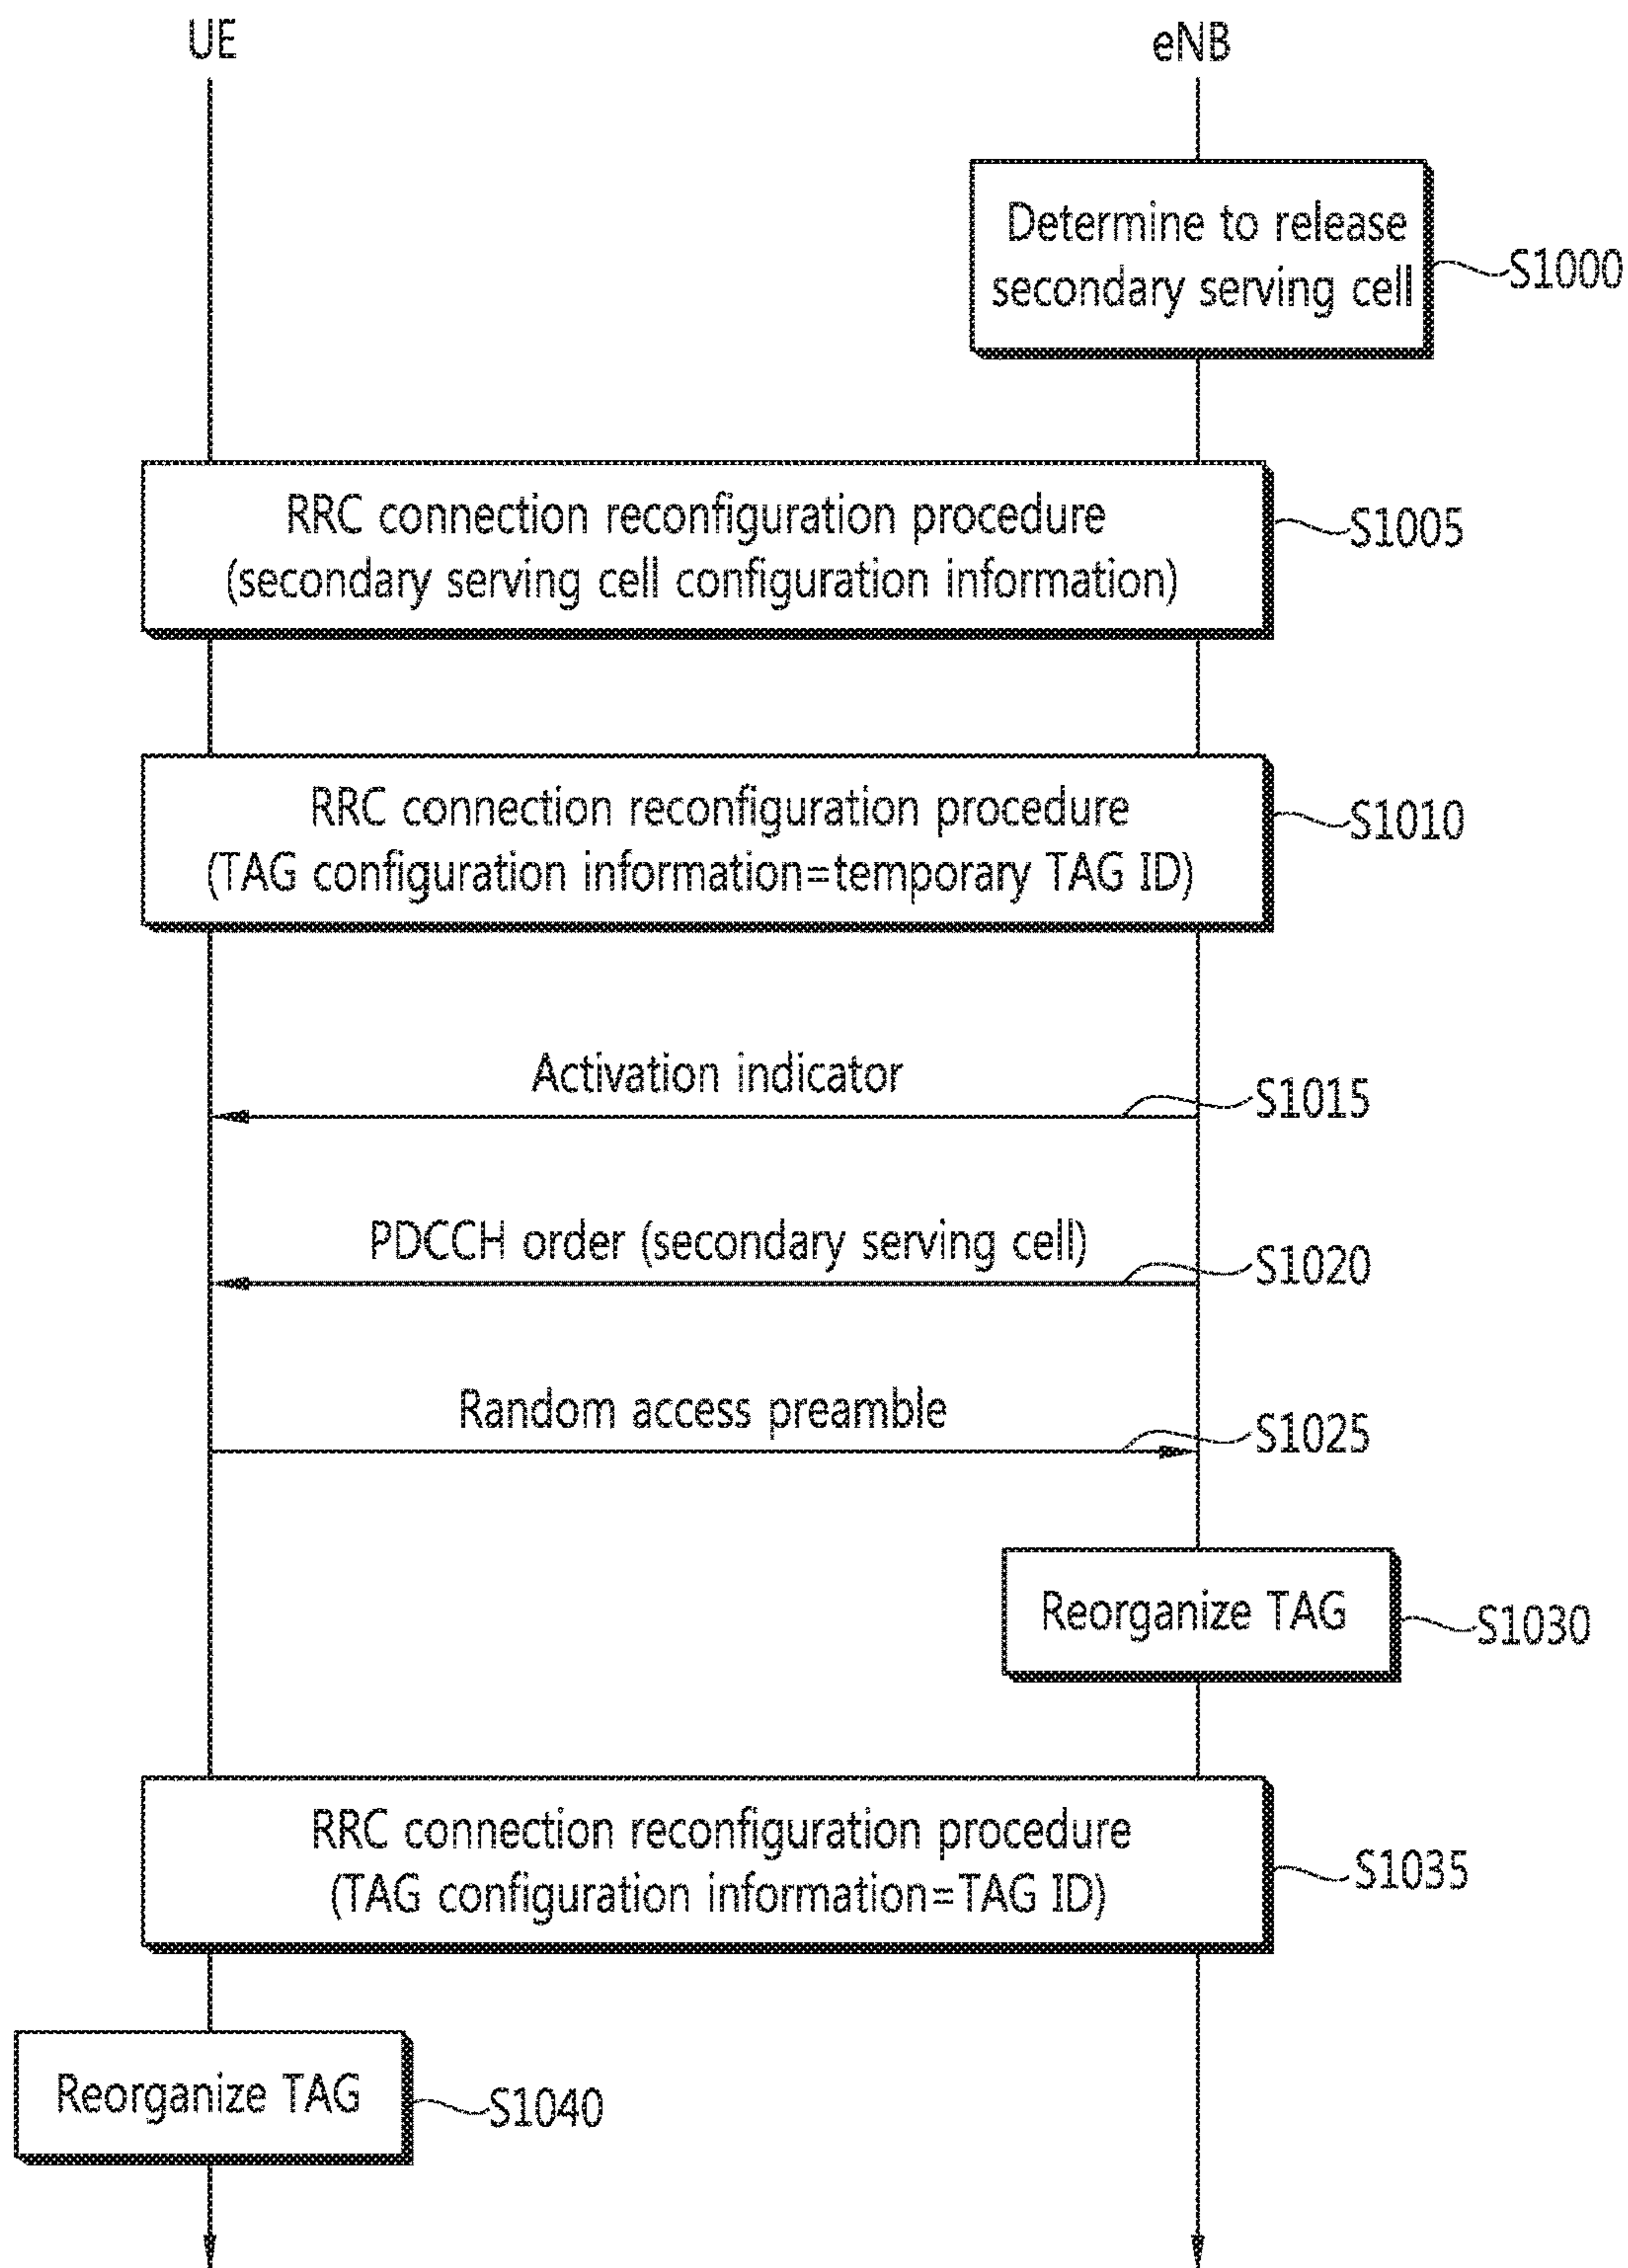 UE
eNB
Determine to release
secondary serving cell
S1000
RRC connection reconfiguration procedure
(secondary serving cell configuration information)
S1005
RRC connection reconfiguration procedure
(TAG configuration information=temporary TAG ID)
S1010
Activation indicator
S1015
PDCCH order (secondary serving cell)
S1020
Random access preamble
S1025
Reorganize TAG
S1030
RRC connection reconfiguration procedure
(TAG configuration information=TAG ID)
S1035
Reorganize TAG
S1040